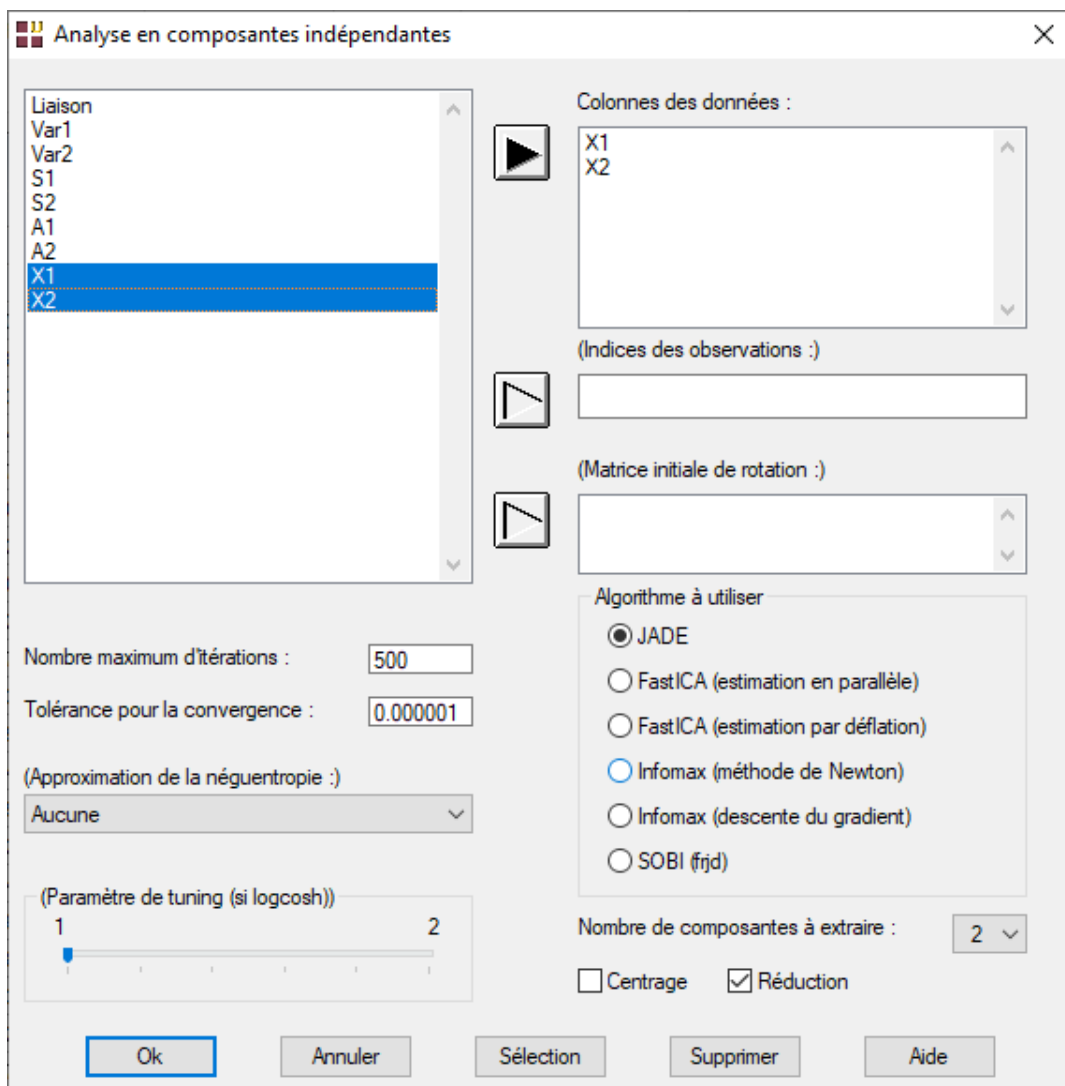 Analyse en composantes indépendantes
Liaison
Var1
Var2
S1
S2
A1
A2
X1
X2
Colonnes des données :
X1
X2
(Indices des observations :)
(Matrice initiale de rotation :)
Algorithme à utiliser
JADE
FastICA (estimation en parallèle)
FastICA (estimation par déflation)
Infomax (méthode de Newton)
Infomax (descente du gradient)
SOBI (frjd)
Nombre maximum d'itérations : 500
Tolérance pour la convergence : 0.000001
(Approximation de la néguentropie :)
Aucune
(Paramètre de tuning (si logcosh))
1 2
Nombre de composantes à extraire : 2
Centrage Réduction
Ok Annuler Sélection Supprimer Aide